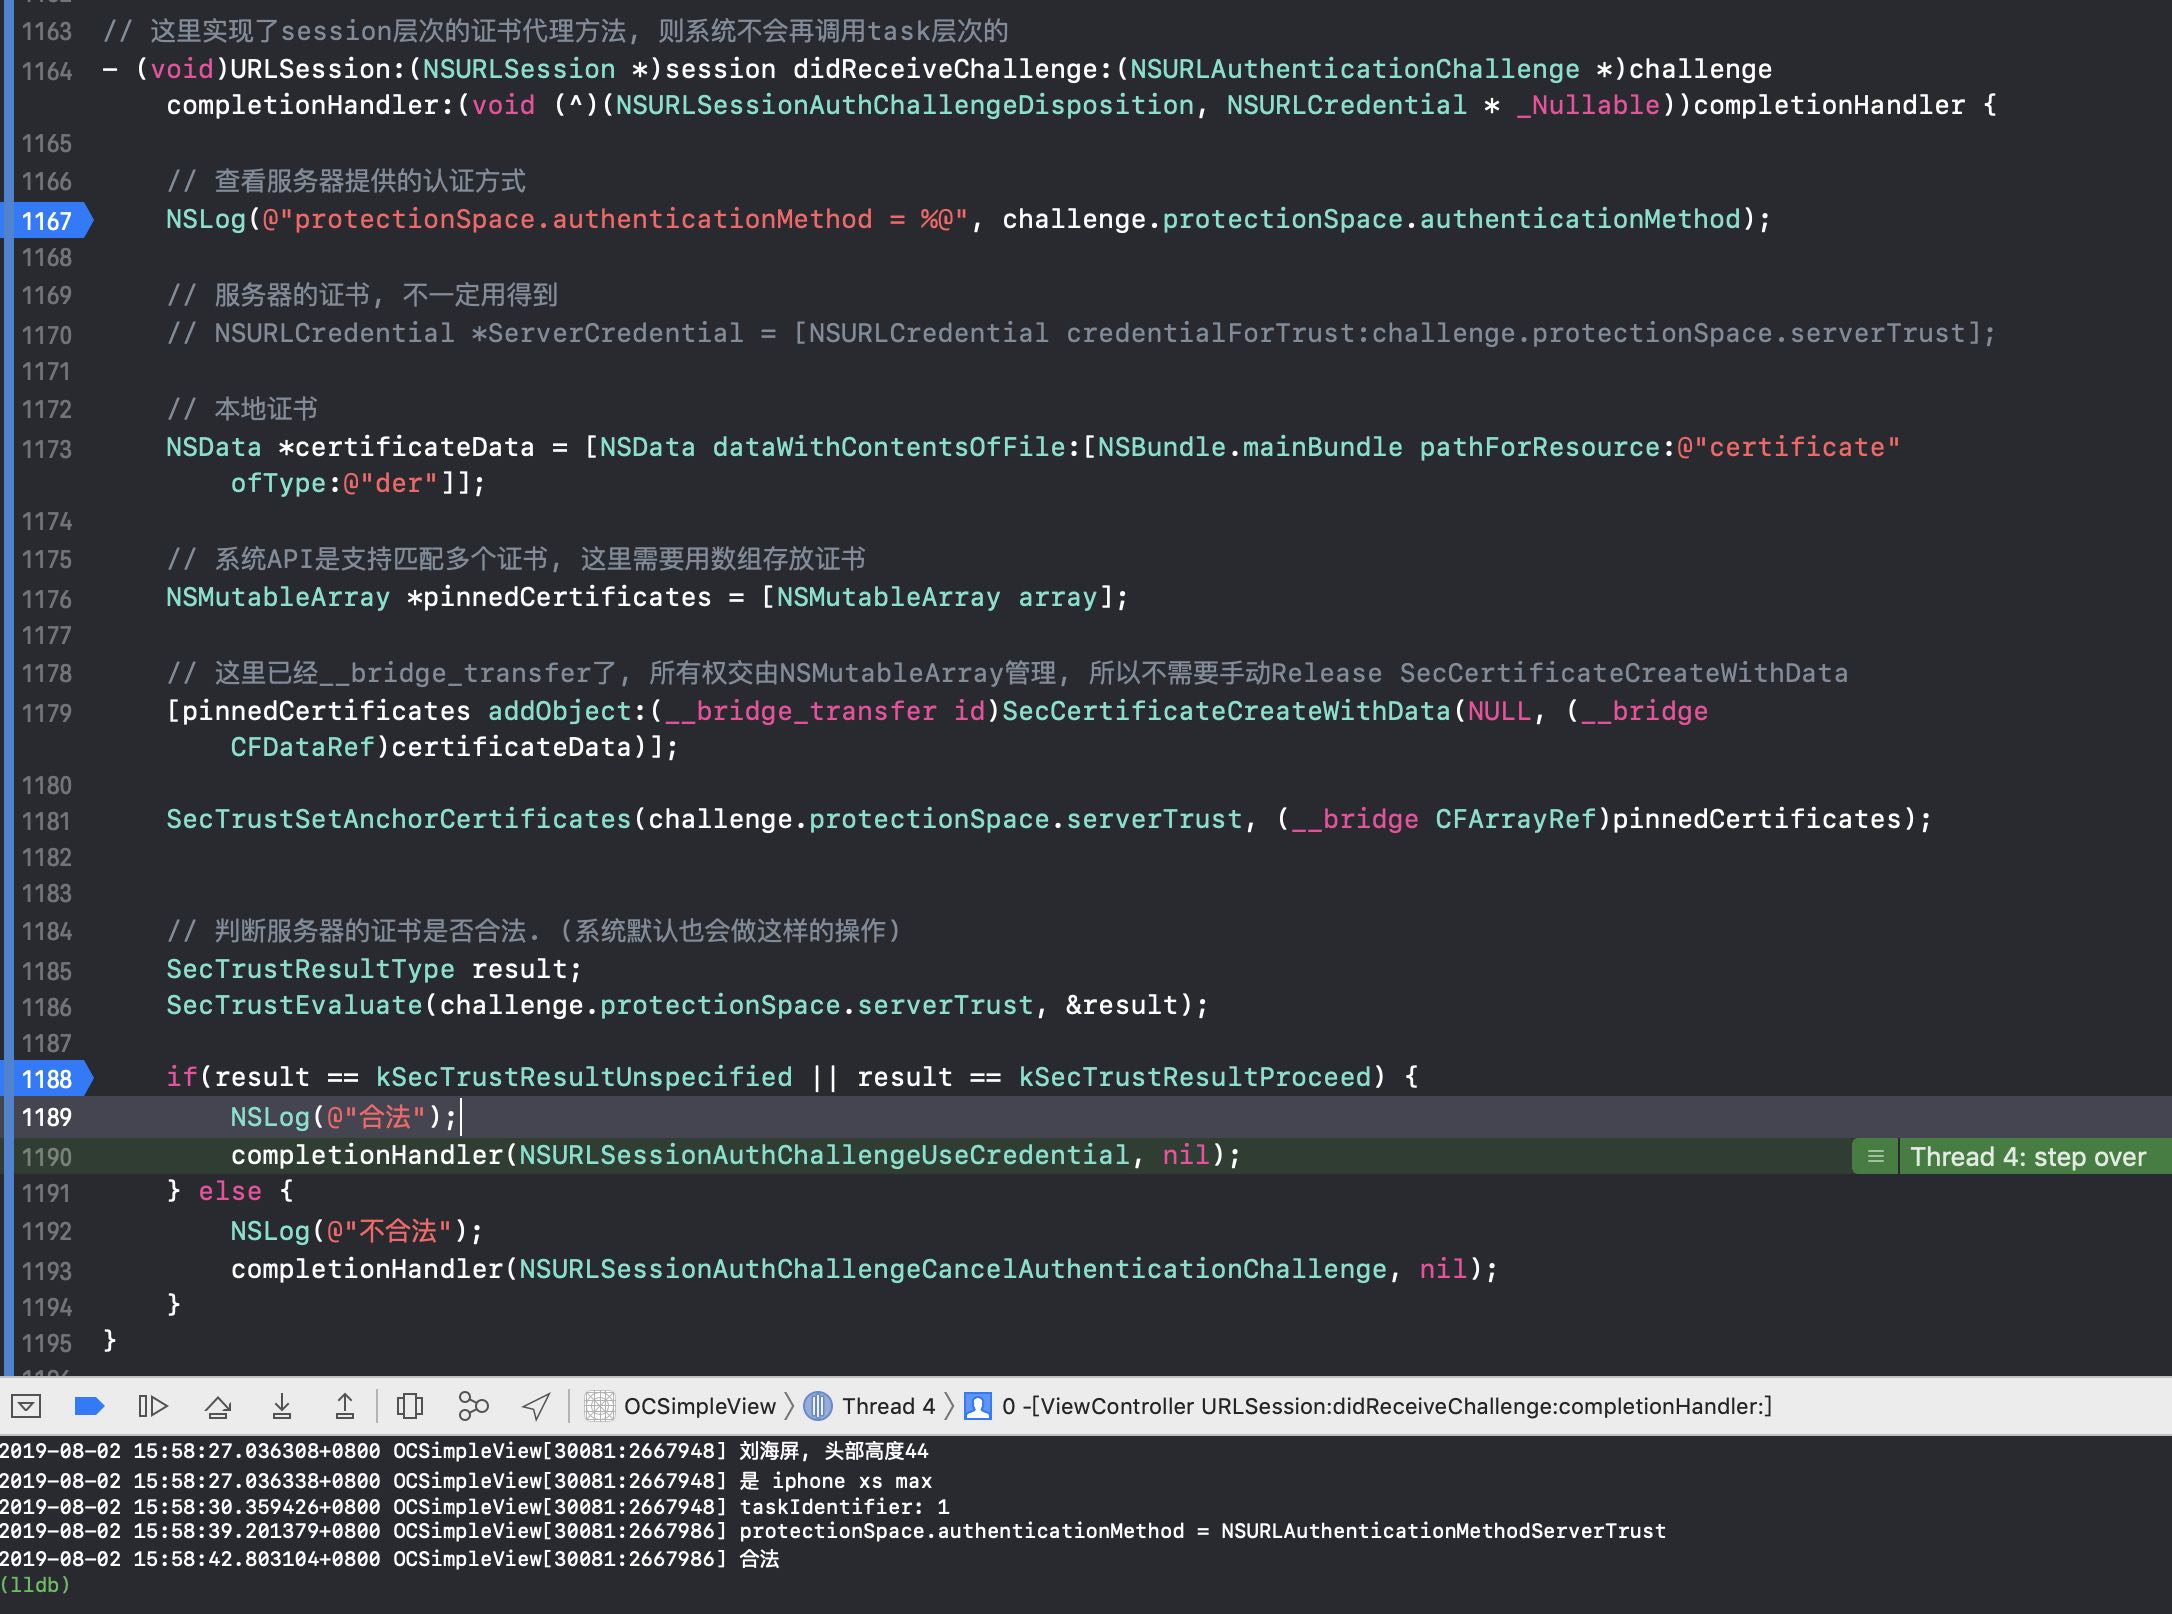 1163 // 这里实现了session层次的证书代理方法, 则系统不会再调用task层次的
1164 - (void)URLSession:(NSURLSession *)session didReceiveChallenge:(NSURLAuthenticationChallenge *)challenge
completionHandler:(void (^)(NSURLSessionAuthChallengeDisposition, NSURLCredential * _Nullable))completionHandler {
1165
1166 // 查看服务器提供的认证方式
1167 NSLog(@"protectionSpace.authenticationMethod = %@", challenge.protectionSpace.authenticationMethod);
1168
1169 // 服务器的证书, 不一定用得到
1170 // NSURLCredential *ServerCredential = [NSURLCredential credentialForTrust:challenge.protectionSpace.serverTrust];
1171
1172 // 本地证书
1173 NSData *certificateData = [NSData dataWithContentsOfFile:[NSBundle.mainBundle pathForResource:@"certificate"
ofType:@"der"]];
1174
1175 // 系统API是支持匹配多个证书, 这里需要用数组存放证书
1176 NSMutableArray *pinnedCertificates = [NSMutableArray array];
1177
1178 // 这里已经__bridge_transfer了, 所有权交由NSMutableArray管理, 所以不需要手动Release SecCertificateCreateWithData
1179 [pinnedCertificates addObject:(__bridge_transfer id)SecCertificateCreateWithData(NULL, (__bridge
CFDataRef)certificateData)];
1180
1181 SecTrustSetAnchorCertificates(challenge.protectionSpace.serverTrust, (__bridge CFArrayRef)pinnedCertificates);
1182
1183
1184 // 判断服务器的证书是否合法. (系统默认也会做这样的操作)
1185 SecTrustResultType result;
1186 SecTrustEvaluate(challenge.protectionSpace.serverTrust, &result);
1187
1188 if(result == kSecTrustResultUnspecified || result == kSecTrustResultProceed) {
1189 NSLog(@"合法");
1190 completionHandler(NSURLSessionAuthChallengeUseCredential, nil); Thread 4: step over
1191 } else {
1192 NSLog(@"不合法");
1193 completionHandler(NSURLSessionAuthChallengeCancelAuthenticationChallenge, nil);
1194 }
1195 }
OCSimpleView Thread 4 0 -[ViewController URLSession:didReceiveChallenge:completionHandler:]
2019-08-02 15:58:27.036308+0800 OCSimpleView[30081:2667948] 刘海屏, 头部高度44
2019-08-02 15:58:27.036338+0800 OCSimpleView[30081:2667948] 是 iphone xs max
2019-08-02 15:58:30.359426+0800 OCSimpleView[30081:2667948] taskIdentifier: 1
2019-08-02 15:58:39.201379+0800 OCSimpleView[30081:2667986] protectionSpace.authenticationMethod = NSURLAuthenticationMethodServerTrust
2019-08-02 15:58:42.803104+0800 OCSimpleView[30081:2667986] 合法
(lldb)